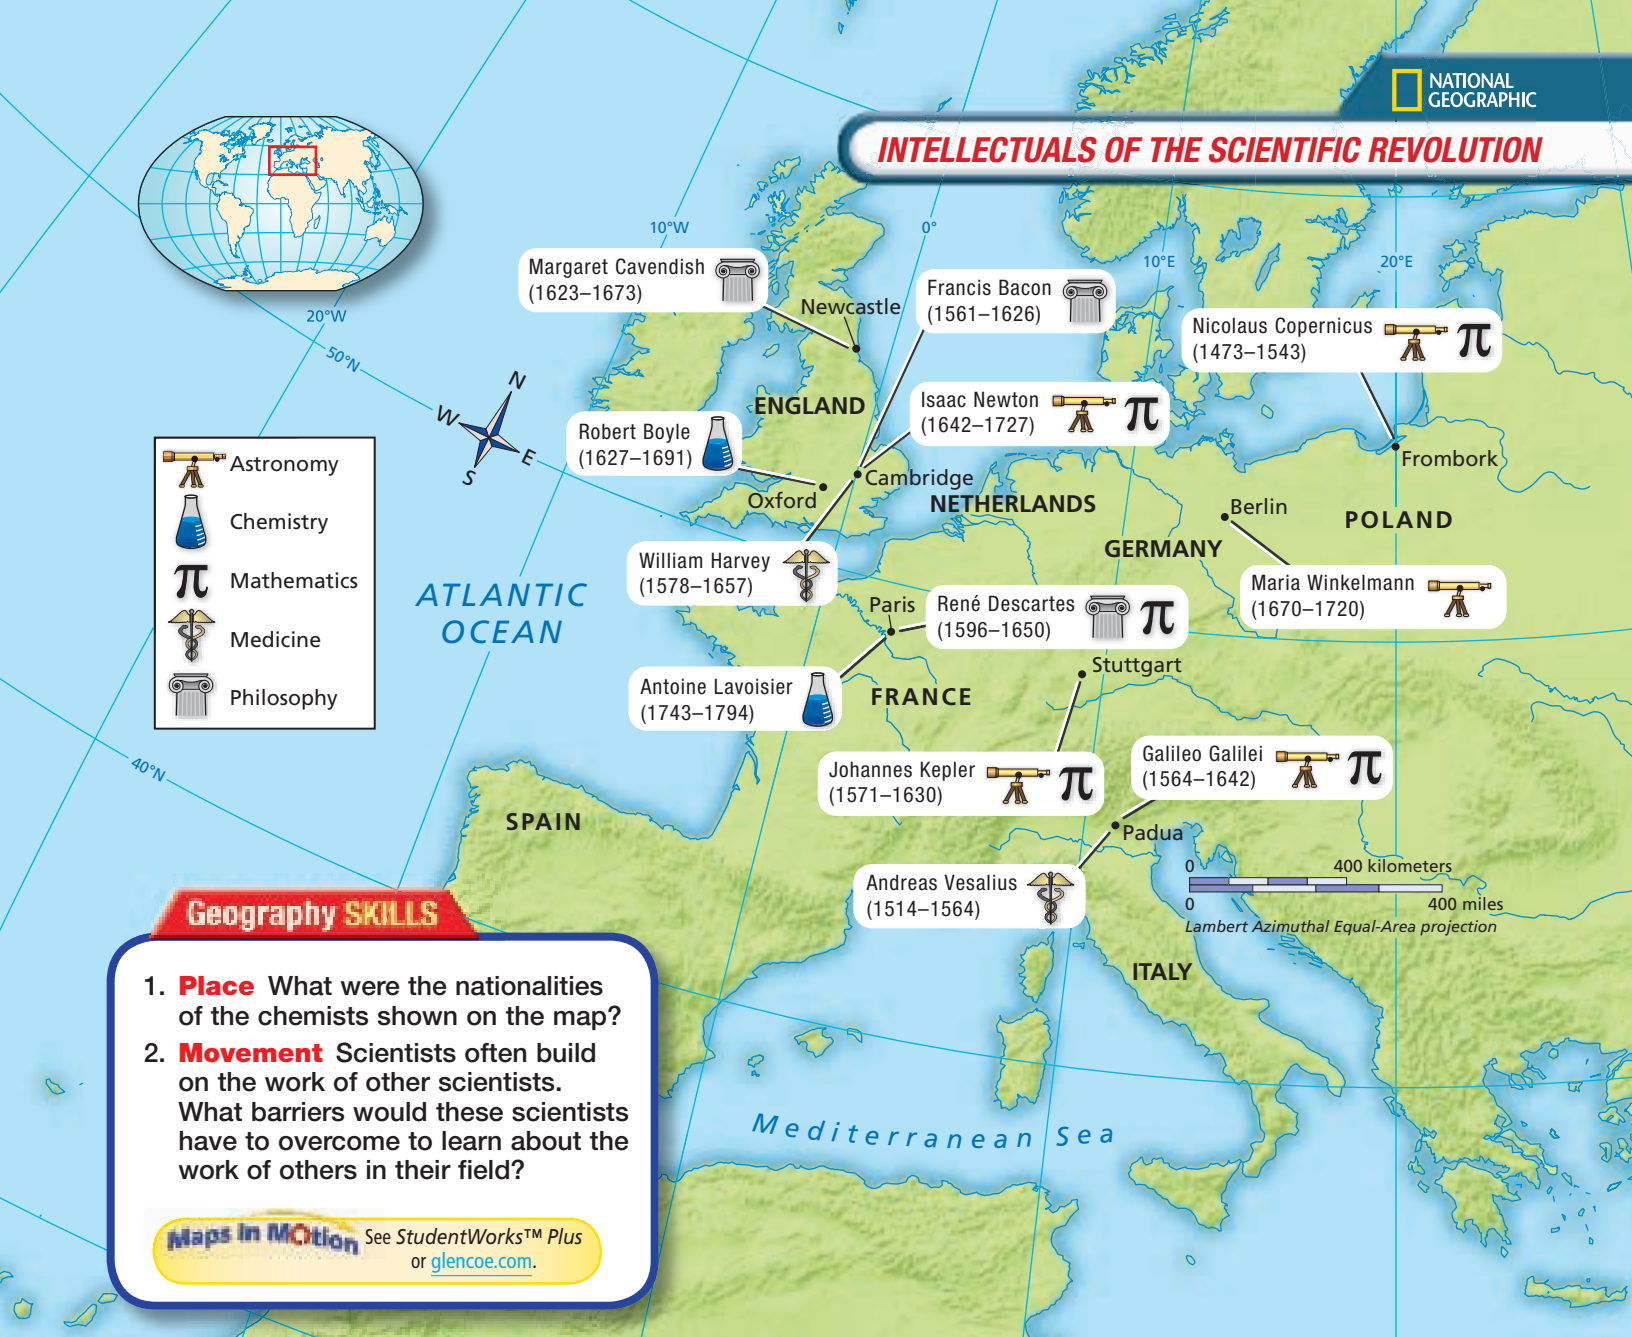 NATIONAL
GEOGRAPHIC
INTELLECTUALS OF THE SCIENTIFIC REVOLUTION
10°W
0°
10°E
20°E
20°W
50°N
40°N
N
W
E
S
Margaret Cavendish
(1623–1673)
Newcastle
Francis Bacon
(1561–1626)
Nicolaus Copernicus
(1473–1543)
π
ENGLAND
Isaac Newton
(1642–1727)
π
Robert Boyle
(1627–1691)
Frombork
Cambridge
Oxford
NETHERLANDS
Berlin
POLAND
GERMANY
Astronomy
Chemistry
π Mathematics
Medicine
Philosophy
William Harvey
(1578–1657)
ATLANTIC
OCEAN
Paris
René Descartes
(1596–1650)
π
Maria Winkelmann
(1670–1720)
Stuttgart
Antoine Lavoisier
(1743–1794)
FRANCE
Johannes Kepler
(1571–1630)
π
Galileo Galilei
(1564–1642)
π
SPAIN
Padua
Andreas Vesalius
(1514–1564)
0
400 kilometers
0
400 miles
Lambert Azimuthal Equal-Area projection
ITALY
Mediterranean Sea
Geography SKILLS
1. Place What were the nationalities
of the chemists shown on the map?
2. Movement Scientists often build
on the work of other scientists.
What barriers would these scientists
have to overcome to learn about the
work of others in their field?
Maps in MOtion
See StudentWorks™ Plus
or glencoe.com.